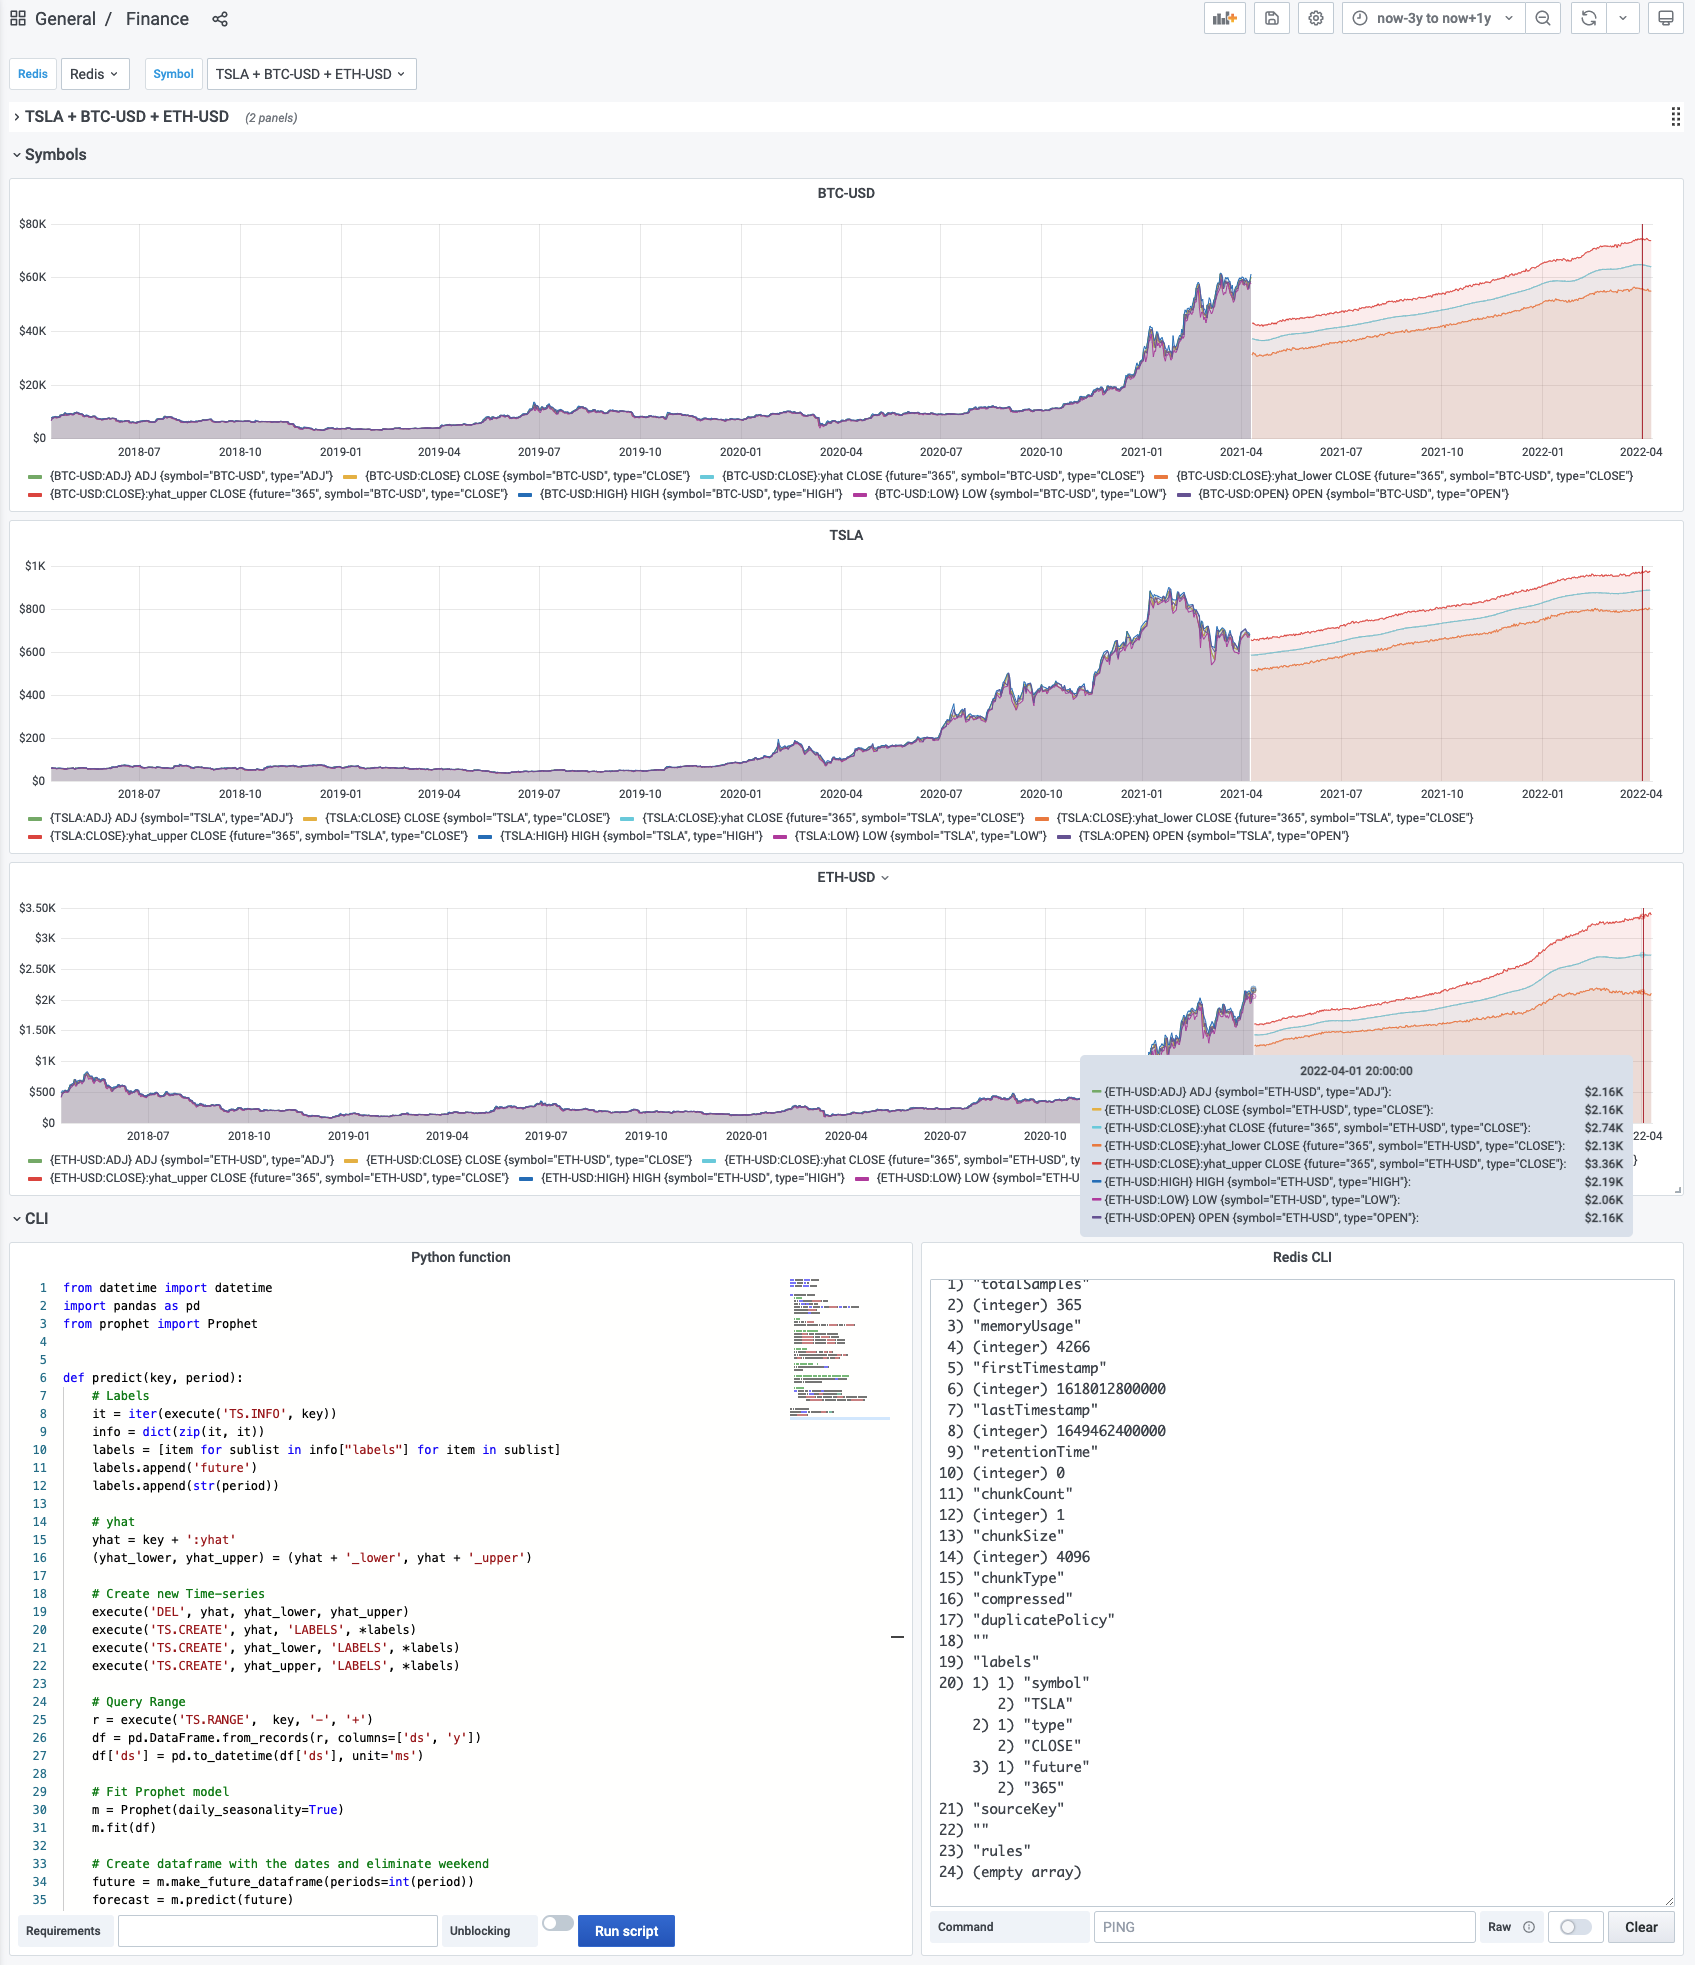 General / Finance
now-3y to now+1y
Redis Redis Symbol TSLA + BTC-USD + ETH-USD
TSLA + BTC-USD + ETH-USD (2 panels)
Symbols
BTC-USD
$80K
$60K
$40K
$20K
$0
2018-07 2018-10 2019-01 2019-04 2019-07 2019-10 2020-01 2020-04 2020-07 2020-10 2021-01 2021-04 2021-07 2021-10 2022-01 2022-04
{BTC-USD:ADJ} ADJ {symbol="BTC-USD", type="ADJ"} {BTC-USD:CLOSE} CLOSE {symbol="BTC-USD", type="CLOSE"} {BTC-USD:CLOSE}:yhat CLOSE {future="365", symbol="BTC-USD", type="CLOSE"} {BTC-USD:CLOSE}:yhat_lower CLOSE {future="365", symbol="BTC-USD", type="CLOSE"}
{BTC-USD:CLOSE}:yhat_upper CLOSE {future="365", symbol="BTC-USD", type="CLOSE"} {BTC-USD:HIGH} HIGH {symbol="BTC-USD", type="HIGH"} {BTC-USD:LOW} LOW {symbol="BTC-USD", type="LOW"} {BTC-USD:OPEN} OPEN {symbol="BTC-USD", type="OPEN"}
TSLA
$1K
$800
$600
$400
$200
$0
2018-07 2018-10 2019-01 2019-04 2019-07 2019-10 2020-01 2020-04 2020-07 2020-10 2021-01 2021-04 2021-07 2021-10 2022-01 2022-04
{TSLA:ADJ} ADJ {symbol="TSLA", type="ADJ"} {TSLA:CLOSE} CLOSE {symbol="TSLA", type="CLOSE"} {TSLA:CLOSE}:yhat CLOSE {future="365", symbol="TSLA", type="CLOSE"} {TSLA:CLOSE}:yhat_lower CLOSE {future="365", symbol="TSLA", type="CLOSE"}
{TSLA:CLOSE}:yhat_upper CLOSE {future="365", symbol="TSLA", type="CLOSE"} {TSLA:HIGH} HIGH {symbol="TSLA", type="HIGH"} {TSLA:LOW} LOW {symbol="TSLA", type="LOW"} {TSLA:OPEN} OPEN {symbol="TSLA", type="OPEN"}
ETH-USD
$3.50K
$3K
$2.50K
$2K
$1.50K
$1K
$500
$0
2018-07 2018-10 2019-01 2019-04 2019-07 2019-10 2020-01 2020-04 2020-07 2020-10 22-04
{ETH-USD:ADJ} ADJ {symbol="ETH-USD", type="ADJ"} {ETH-USD:CLOSE} CLOSE {symbol="ETH-USD", type="CLOSE"} {ETH-USD:CLOSE}:yhat CLOSE {future="365", symbol="ETH-USD", ty }
{ETH-USD:CLOSE}:yhat_upper CLOSE {future="365", symbol="ETH-USD", type="CLOSE"} {ETH-USD:HIGH} HIGH {symbol="ETH-USD", type="HIGH"} {ETH-USD:LOW} LOW {symbol="ETH-U
2022-04-01 20:00:00
{ETH-USD:ADJ} ADJ {symbol="ETH-USD", type="ADJ"}: $2.16K
{ETH-USD:CLOSE} CLOSE {symbol="ETH-USD", type="CLOSE"}: $2.16K
{ETH-USD:CLOSE}:yhat CLOSE {future="365", symbol="ETH-USD", type="CLOSE"}: $2.74K
{ETH-USD:CLOSE}:yhat_lower CLOSE {future="365", symbol="ETH-USD", type="CLOSE"}: $2.13K
{ETH-USD:CLOSE}:yhat_upper CLOSE {future="365", symbol="ETH-USD", type="CLOSE"}: $3.36K
{ETH-USD:HIGH} HIGH {symbol="ETH-USD", type="HIGH"}: $2.19K
{ETH-USD:LOW} LOW {symbol="ETH-USD", type="LOW"}: $2.06K
{ETH-USD:OPEN} OPEN {symbol="ETH-USD", type="OPEN"}: $2.16K
CLI
Python function
1 from datetime import datetime
2 import pandas as pd
3 from prophet import Prophet
4
5
6 def predict(key, period):
7 # Labels
8 it = iter(execute('TS.INFO', key))
9 info = dict(zip(it, it))
10 labels = [item for sublist in info["labels"] for item in sublist]
11 labels.append('future')
12 labels.append(str(period))
13
14 # yhat
15 yhat = key + ':yhat'
16 (yhat_lower, yhat_upper) = (yhat + '_lower', yhat + '_upper')
17
18 # Create new Time-series
19 execute('DEL', yhat, yhat_lower, yhat_upper)
20 execute('TS.CREATE', yhat, 'LABELS', *labels)
21 execute('TS.CREATE', yhat_lower, 'LABELS', *labels)
22 execute('TS.CREATE', yhat_upper, 'LABELS', *labels)
23
24 # Query Range
25 r = execute('TS.RANGE', key, '-', '+')
26 df = pd.DataFrame.from_records(r, columns=['ds', 'y'])
27 df['ds'] = pd.to_datetime(df['ds'], unit='ms')
28
29 # Fit Prophet model
30 m = Prophet(daily_seasonality=True)
31 m.fit(df)
32
33 # Create dataframe with the dates and eliminate weekend
34 future = m.make_future_dataframe(periods=int(period))
35 forecast = m.predict(future)
Requirements Unblocking Run script
Redis CLI
1) "totalSamples"
2) (integer) 365
3) "memoryUsage"
4) (integer) 4266
5) "firstTimestamp"
6) (integer) 1618012800000
7) "lastTimestamp"
8) (integer) 1649462400000
9) "retentionTime"
10) (integer) 0
11) "chunkCount"
12) (integer) 1
13) "chunkSize"
14) (integer) 4096
15) "chunkType"
16) "compressed"
17) "duplicatePolicy"
18) ""
19) "labels"
20) 1) 1) "symbol"
2) "TSLA"
2) 1) "type"
2) "CLOSE"
3) 1) "future"
2) "365"
21) "sourceKey"
22) ""
23) "rules"
24) (empty array)
Command PING Raw Clear